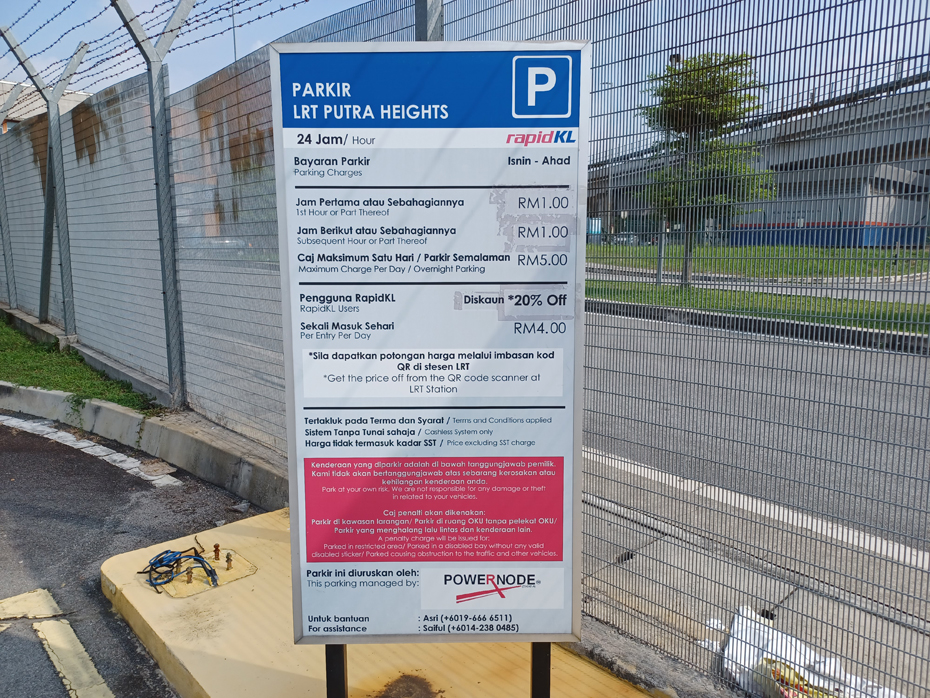 PARKIR
LRT PUTRA HEIGHTS
P
24 Jam/ Hour
rapidKL
Bayaran Parkir
Isnin - Ahad
Parking Charges
Jam Pertama atau Sebahagiannya
RM1.00
1st Hour or Part Thereof
Jam Berikut atau Sebahagiannya
RM1.00
Subsequent Hour or Part Thereof
Caj Maksimum Satu Hari / Parkir Semalaman
RM5.00
Maximum Charge Per Day / Overnight Parking
Pengguna RapidKL
Diskaun *20% Off
RapidKL Users
Sekali Masuk Sehari
RM4.00
Per Entry Per Day
*Sila dapatkan potongan harga melalui imbasan kod
QR di stesen LRT
*Get the price off from the QR code scanner at
LRT Station
Tertakluk pada Terma dan Syarat / Terms and Conditions applied
Sistem Tanpa Tunai sahaja / Cashless System only
Harga tidak termasuk kadar SST / Price excluding SST charge
Kenderaan yang diparkir adalah di bawah tanggungjawab pemilik.
Kami tidak akan bertanggungjawab atas sebarang kerosakan atau
kehilangan kenderaan anda.
Park at your own risk. We are not responsible for any damage or theft
in related to your vehicles.
Caj penalti akan dikenakan:
Parkir di kawasan larangan/ Parkir di ruang OKU tanpa pelekat OKU/
Parkir yang menghalang lalu lintas dan kenderaan lain.
A penalty charge will be issued for:
Parked in restricted area/ Parked in a disabled bay without any valid
disabled sticker/ Parked causing obstruction to the traffic and other vehicles.
Parkir ini diuruskan oleh:
This parking managed by:
POWERNODE
Untuk bantuan : Asri (+6019-666 6511)
For assistance : Saiful (+6014-238 0485)